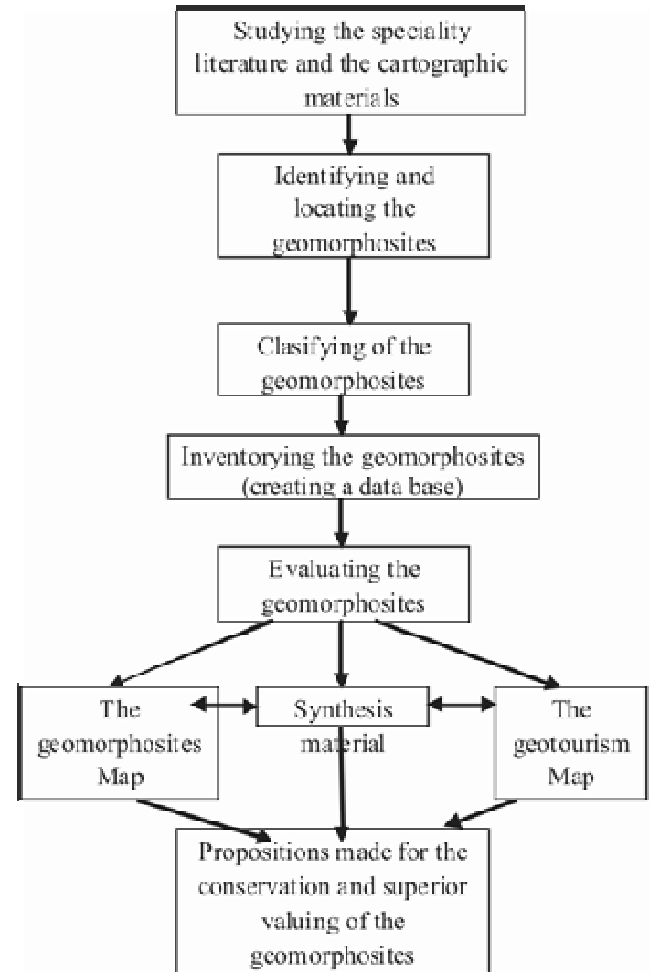 Studying the speciality
literature and the cartographic
materials
Identifying and
locating the
geomorphosites
Clasifying of the
geomorphosites
Inventorying the geomorphosites
(creating a data base)
Evaluating the
geomorphosites
The
geomorphosites
Map
Synthesis
material
The
geotourism
Map
Propositions made for the
conservation and superior
valuing of the
geomorphosites